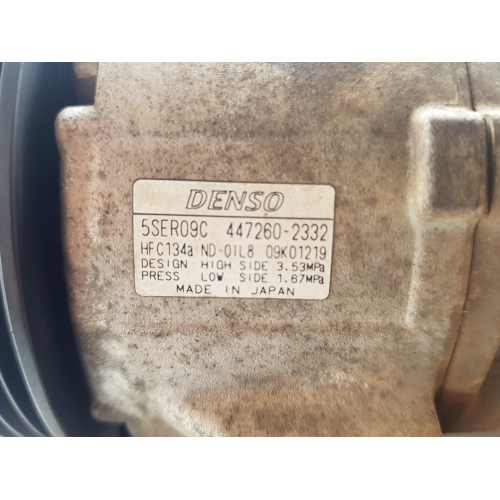 DENSO
5SER09C 447260-2332
HFC134a ND-OIL8 09K01219
DESIGN HIGH SIDE 3.53MPa
PRESS LOW SIDE 1.67MPa
MADE IN JAPAN